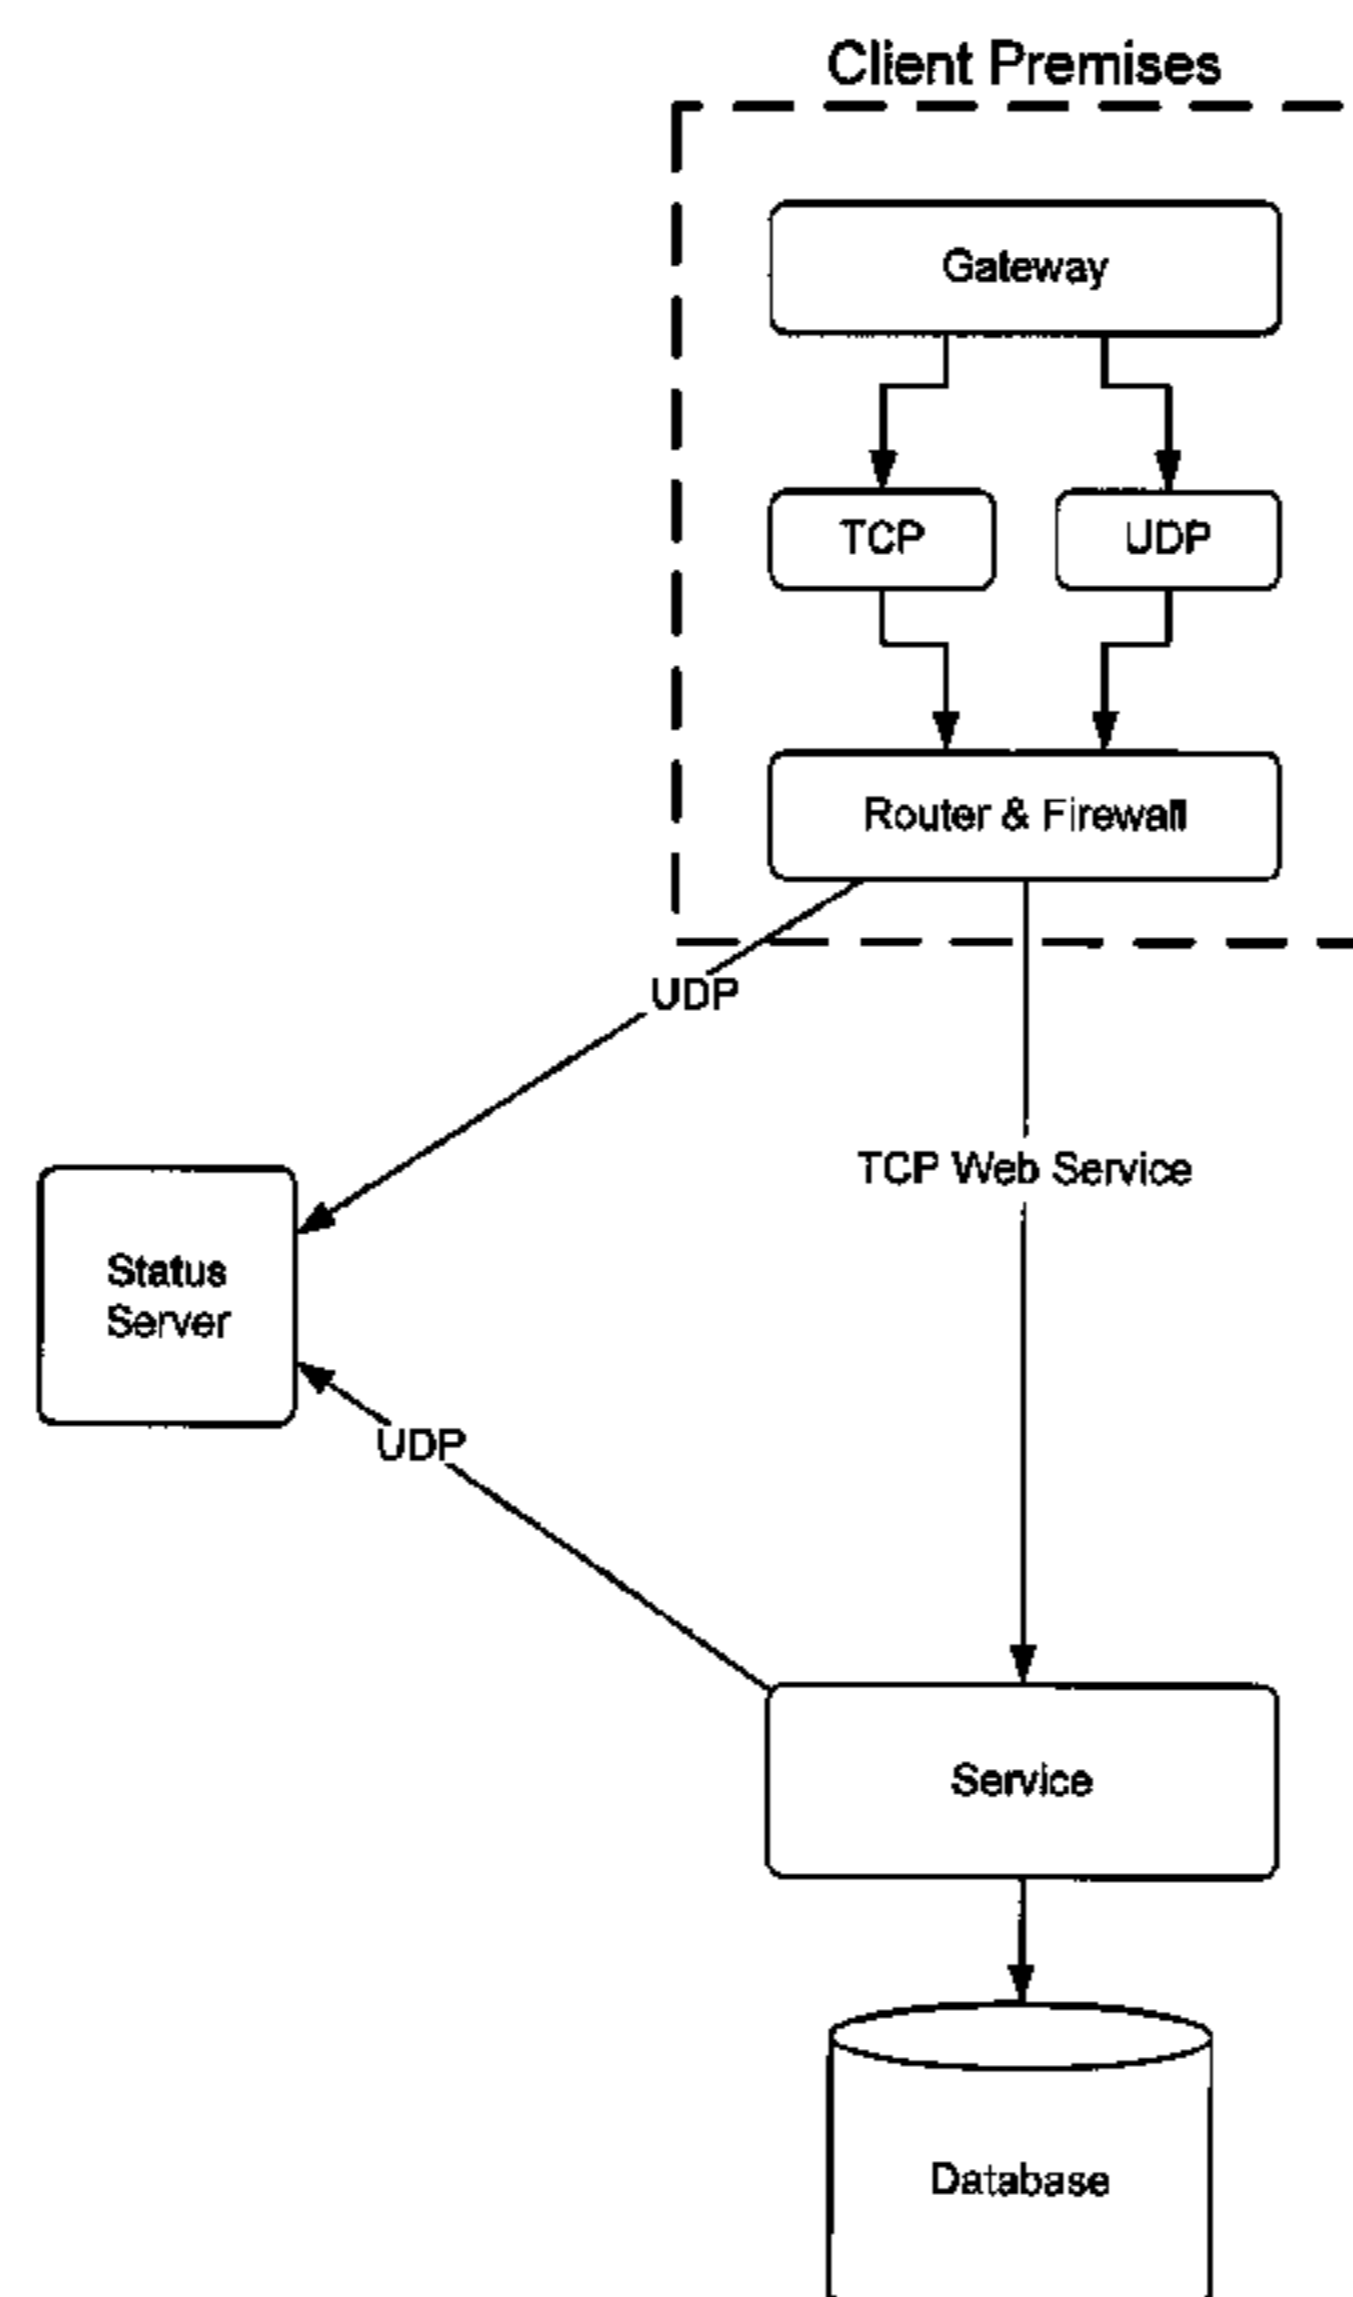 Client Premises
Gateway
TCP
UDP
Router & Firewall
UDP
TCP Web Service
Status
Server
UDP
Service
Database